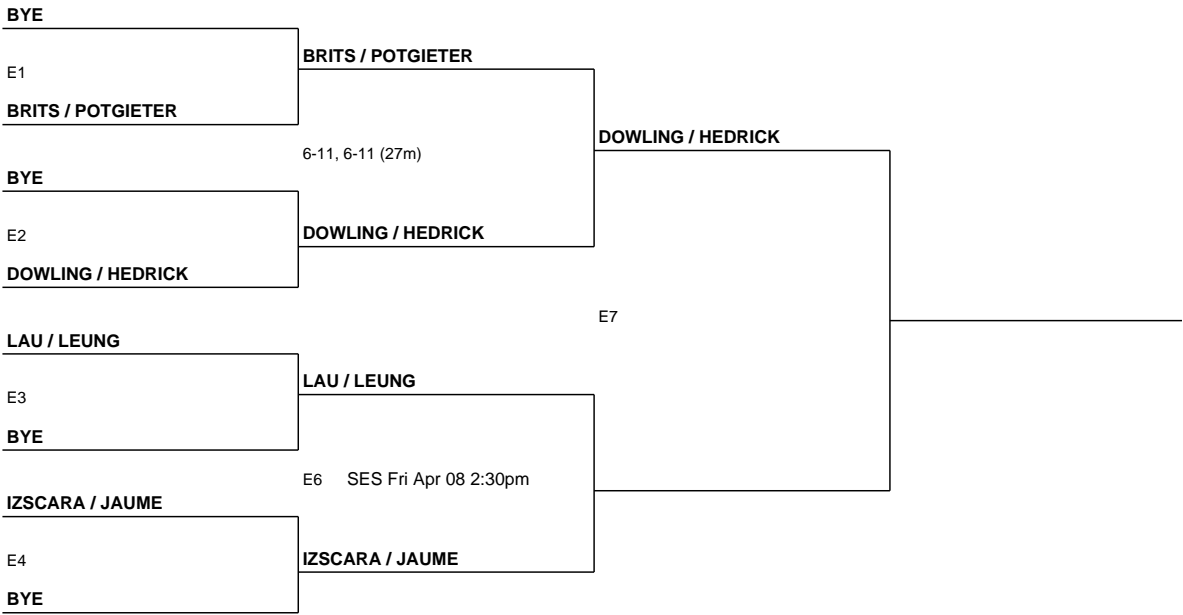 BYE
E1
BRITS / POTGIETER
BRITS / POTGIETER
6-11, 6-11 (27m)
BYE
E2
DOWLING / HEDRICK
DOWLING / HEDRICK
DOWLING / HEDRICK
E7
LAU / LEUNG
E3
BYE
LAU / LEUNG
E6 SES Fri Apr 08 2:30pm
IZSCARA / JAUME
E4
BYE
IZSCARA / JAUME